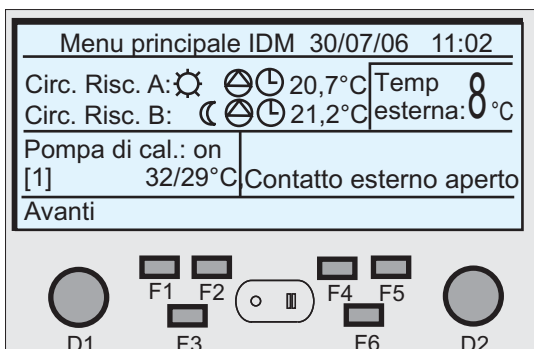 Menu principale IDM 30/07/06 11:02
Circ. Risc. A: 20,7°C Temp
Circ. Risc. B: 21,2°C esterna: 8 °C
Pompa di cal.: on
[1] 32/29°C Contatto esterno aperto
Avanti
F1 F2 F4 F5
D1 F3 F6 D2